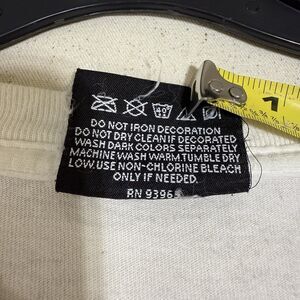 40°
1
DO NOT IRON DECORATION
DO NOT DRY CLEAN IF DECORATED
WASH DARK COLORS SEPARATELY
MACHINE WASH WARM.TUMBLE DRY
LOW.USE NON-CHLORINE BLEACH
ONLY IF NEEDED.
RN 9396